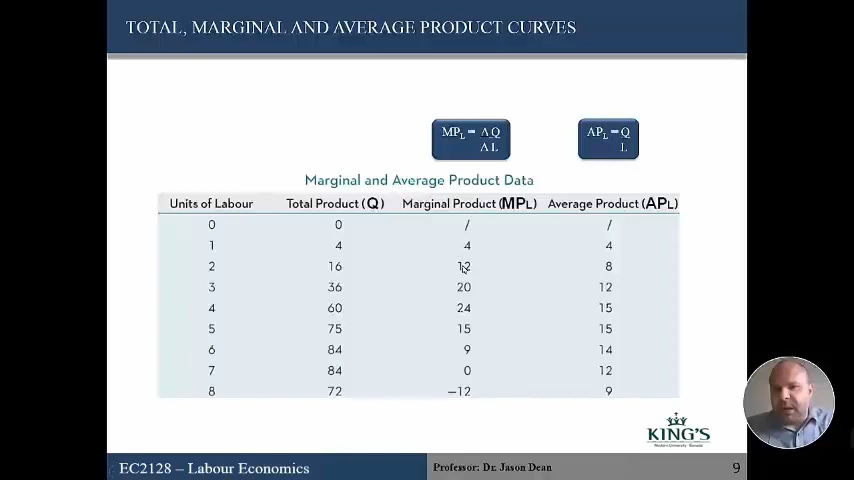 TOTAL, MARGINAL AND AVERAGE PRODUCT CURVES
MPL = Δ Q
Δ L
APL = Q
L
Marginal and Average Product Data
Units of Labour Total Product (Q) Marginal Product (MPL) Average Product (APL)
0 0 / /
1 4 4 4
2 16 12 8
3 36 20 12
4 60 24 15
5 75 15 15
6 84 9 14
7 84 0 12
8 72 −12 9
KING'S
EC2128 – Labour Economics
Professor: Dr. Jason Dean
9